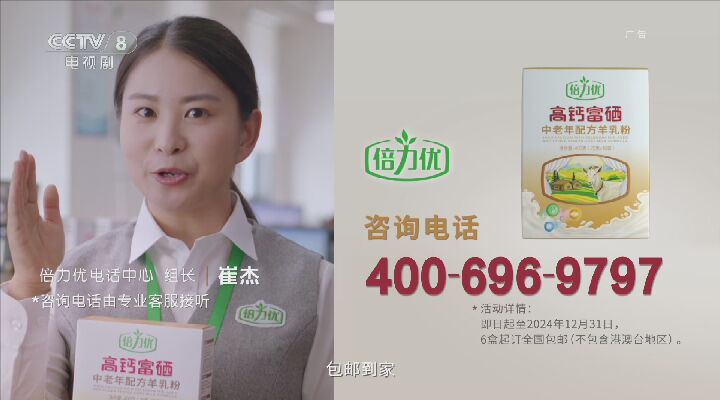 CCTV 8
电视剧
广告
倍力优
高钙富硒
中老年配方羊乳粉
倍力优
咨询电话
400-696-9797
*活动详情:
即日起至2024年12月31日，
6盒起订全国包邮(不包含港澳台地区)。
倍力优电话中心 组长 崔杰
*咨询电话由专业客服接听
倍力优
倍力优
高钙富硒
中老年配方羊乳粉
包邮到家